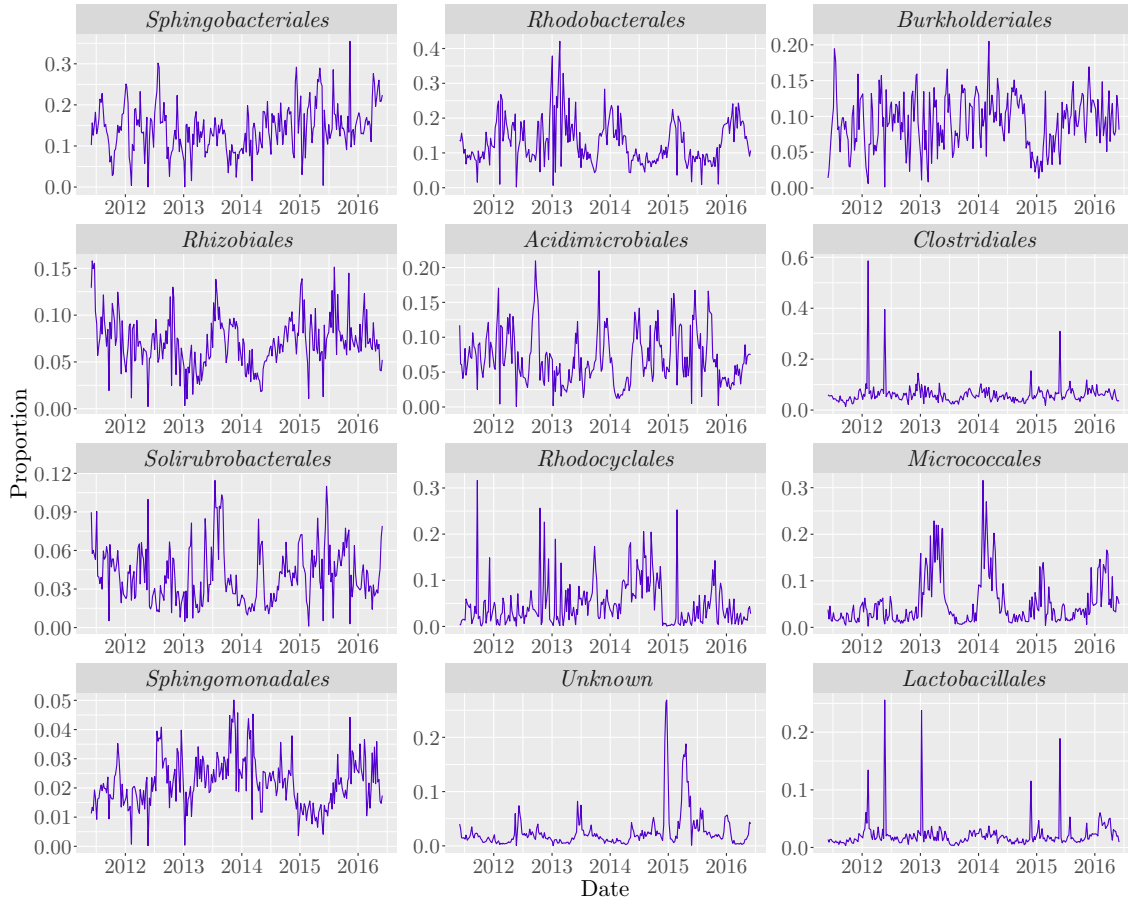 Sphingobacteriales Rhodobacterales Burkholderiales
0.3 0.2 0.1 0.0
0.4 0.3 0.2 0.1 0.0
0.20 0.15 0.10 0.05 0.00
2012 2013 2014 2015 2016 2012 2013 2014 2015 2016 2012 2013 2014 2015 2016
Rhizobiales Acidimicrobiales Clostridiales
0.15 0.10 0.05 0.00
0.20 0.15 0.10 0.05 0.00
0.6 0.4 0.2 0.0
2012 2013 2014 2015 2016 2012 2013 2014 2015 2016 2012 2013 2014 2015 2016
Proportion
Solirubrobacterales Rhodocyclales Micrococcales
0.12 0.09 0.06 0.03 0.00
0.3 0.2 0.1 0.0
0.3 0.2 0.1 0.0
2012 2013 2014 2015 2016 2012 2013 2014 2015 2016 2012 2013 2014 2015 2016
Sphingomonadales Unknown Lactobacillales
0.05 0.04 0.03 0.02 0.01 0.00
0.2 0.1 0.0
0.2 0.1 0.0
2012 2013 2014 2015 2016 2012 2013 2014 2015 2016 2012 2013 2014 2015 2016
Date